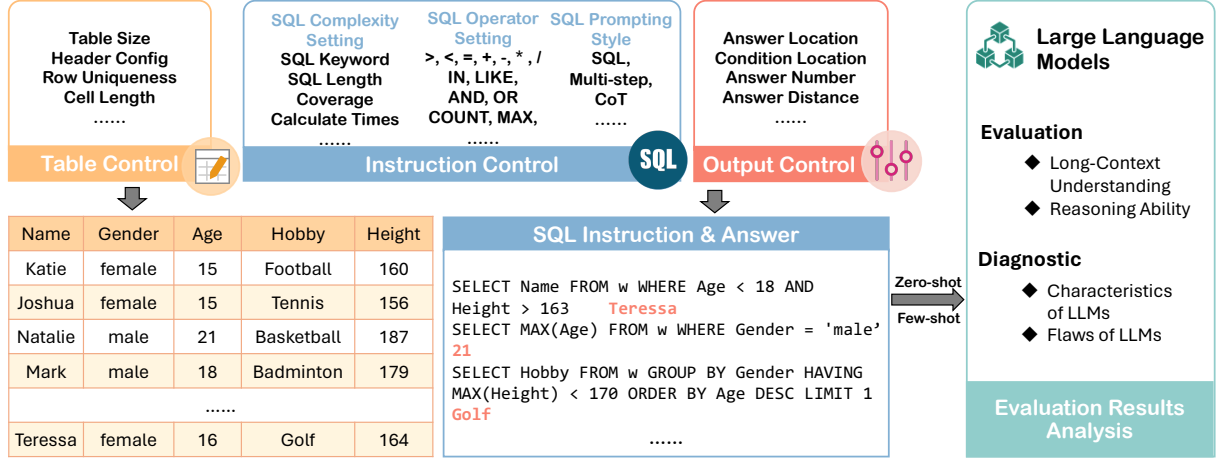 Table Size
Header Config
Row Uniqueness
Cell Length
......
Table Control
SQL Complexity
Setting
SQL Keyword
SQL Length
Coverage
Calculate Times
......
SQL Operator
Setting
>, <, =, +, -, * , /
IN, LIKE,
AND, OR
COUNT, MAX,
......
SQL Prompting
Style
SQL,
Multi-step,
CoT
......
Instruction Control
SQL
Answer Location
Condition Location
Answer Number
Answer Distance
......
Output Control
Name Gender Age Hobby Height
Katie female 15 Football 160
Joshua female 15 Tennis 156
Natalie male 21 Basketball 187
Mark male 18 Badminton 179
......
Teressa female 16 Golf 164
SQL Instruction & Answer
SELECT Name FROM w WHERE Age < 18 AND
Height > 163 Teressa
SELECT MAX(Age) FROM w WHERE Gender = 'male’
21
SELECT Hobby FROM w GROUP BY Gender HAVING
MAX(Height) < 170 ORDER BY Age DESC LIMIT 1
Golf
......
Zero-shot
Few-shot
Large Language
Models
Evaluation
◆ Long-Context
Understanding
◆ Reasoning Ability
Diagnostic
◆ Characteristics
of LLMs
◆ Flaws of LLMs
Evaluation Results
Analysis